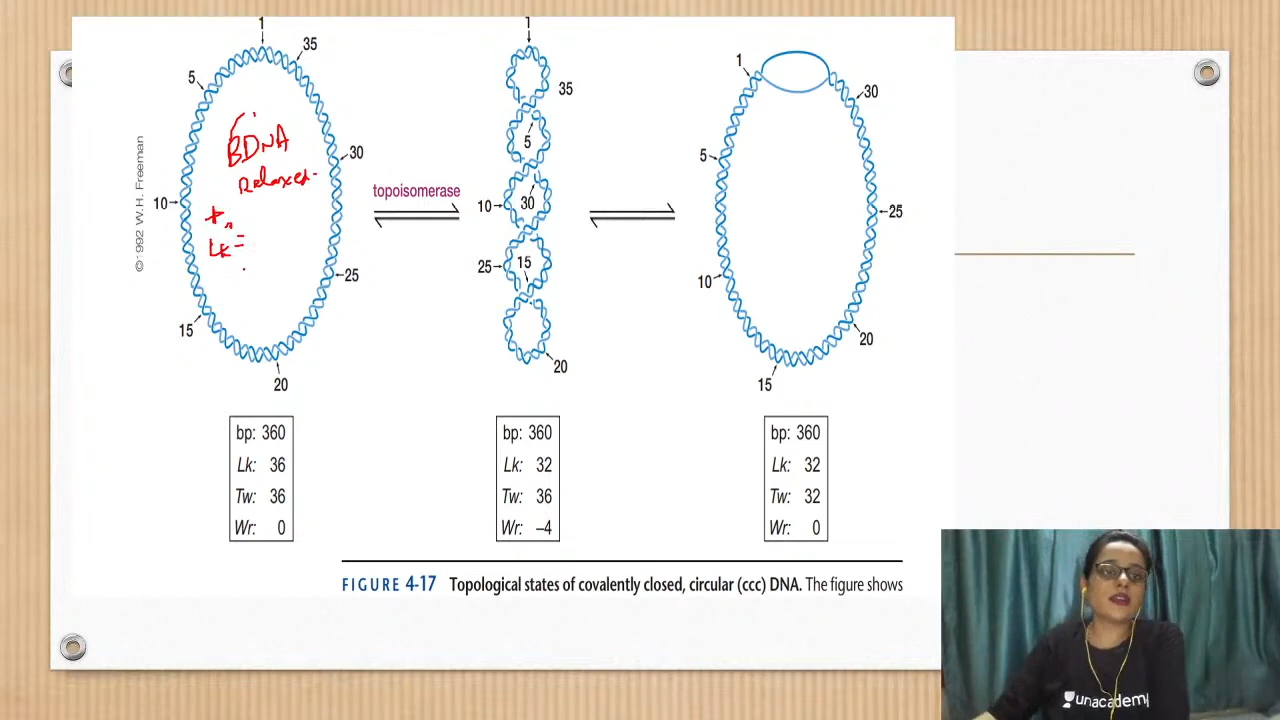 1
35
5
30
10
25
15
20
BDNA
Relaxed
Lk =
©1992 W.H. Freeman
topoisomerase
1
35
5
10
30
25
15
20
1
30
5
25
10
20
15
bp: 360
Lk: 36
Tw: 36
Wr: 0
bp: 360
Lk: 32
Tw: 36
Wr: –4
bp: 360
Lk: 32
Tw: 32
Wr: 0
FIGURE 4-17 Topological states of covalently closed, circular (ccc) DNA. The figure shows
unacadem